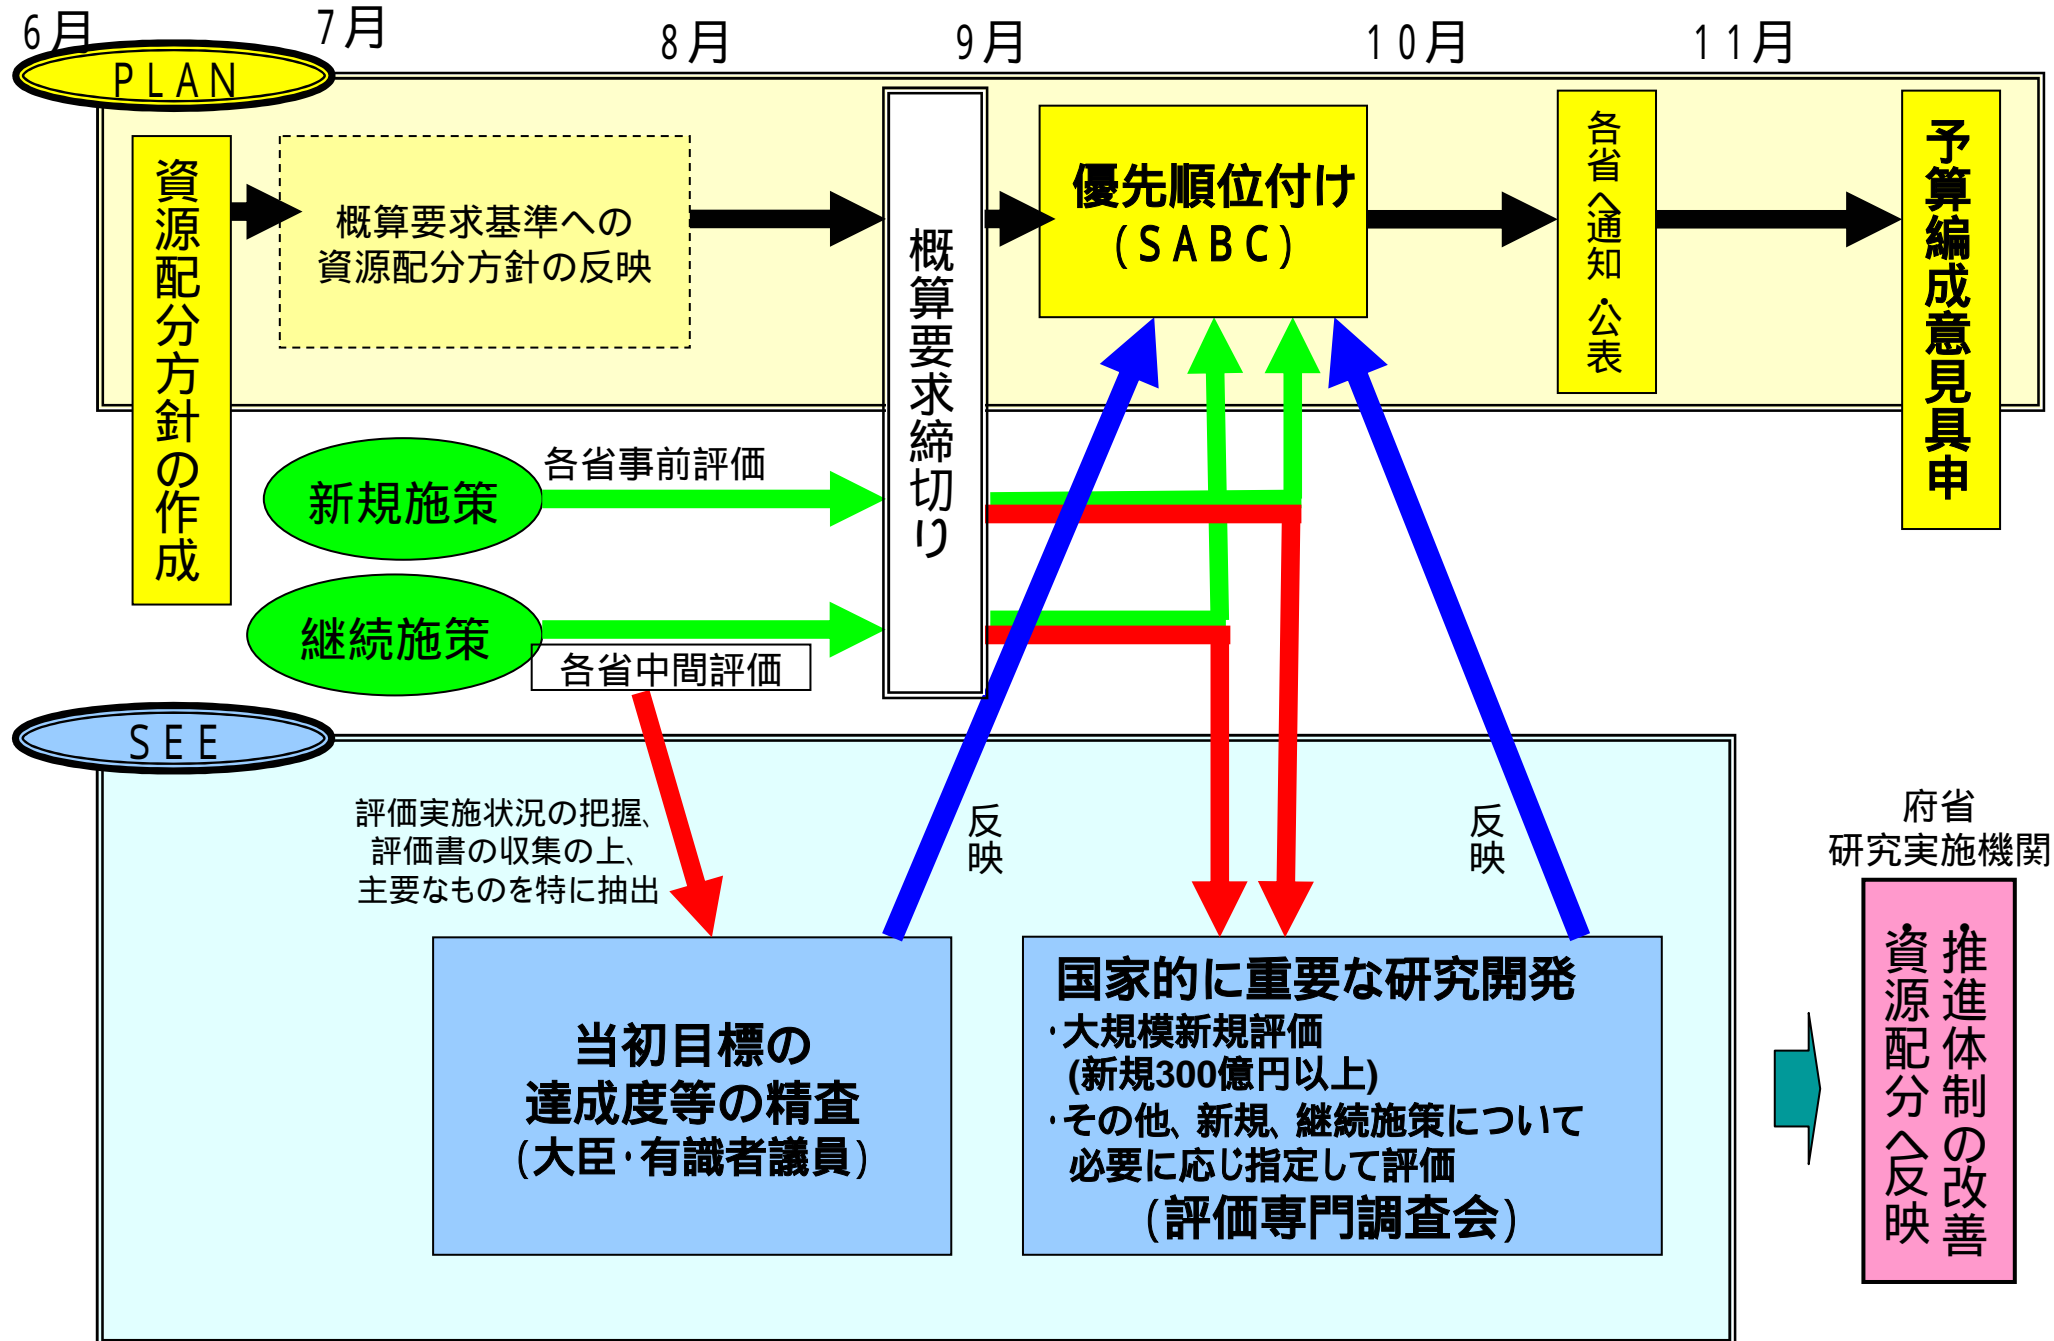 6月
7月
8月
9月
10月
11月
PLAN
資源配分方針の作成
概算要求基準への
資源配分方針の反映
概算要求締切り
優先順位付け
(SABC)
各省へ通知・公表
予算編成意見具申
新規施策
各省事前評価
継続施策
各省中間評価
SEE
評価実施状況の把握、
評価書の収集の上、
主要なものを特に抽出
反映
反映
当初目標の
達成度等の精査
(大臣・有識者議員)
国家的に重要な研究開発
・大規模新規評価
(新規300億円以上)
・その他、新規、継続施策について
必要に応じ指定して評価
(評価専門調査会)
府省
研究実施機関
・推進体制の改善
・資源配分へ反映